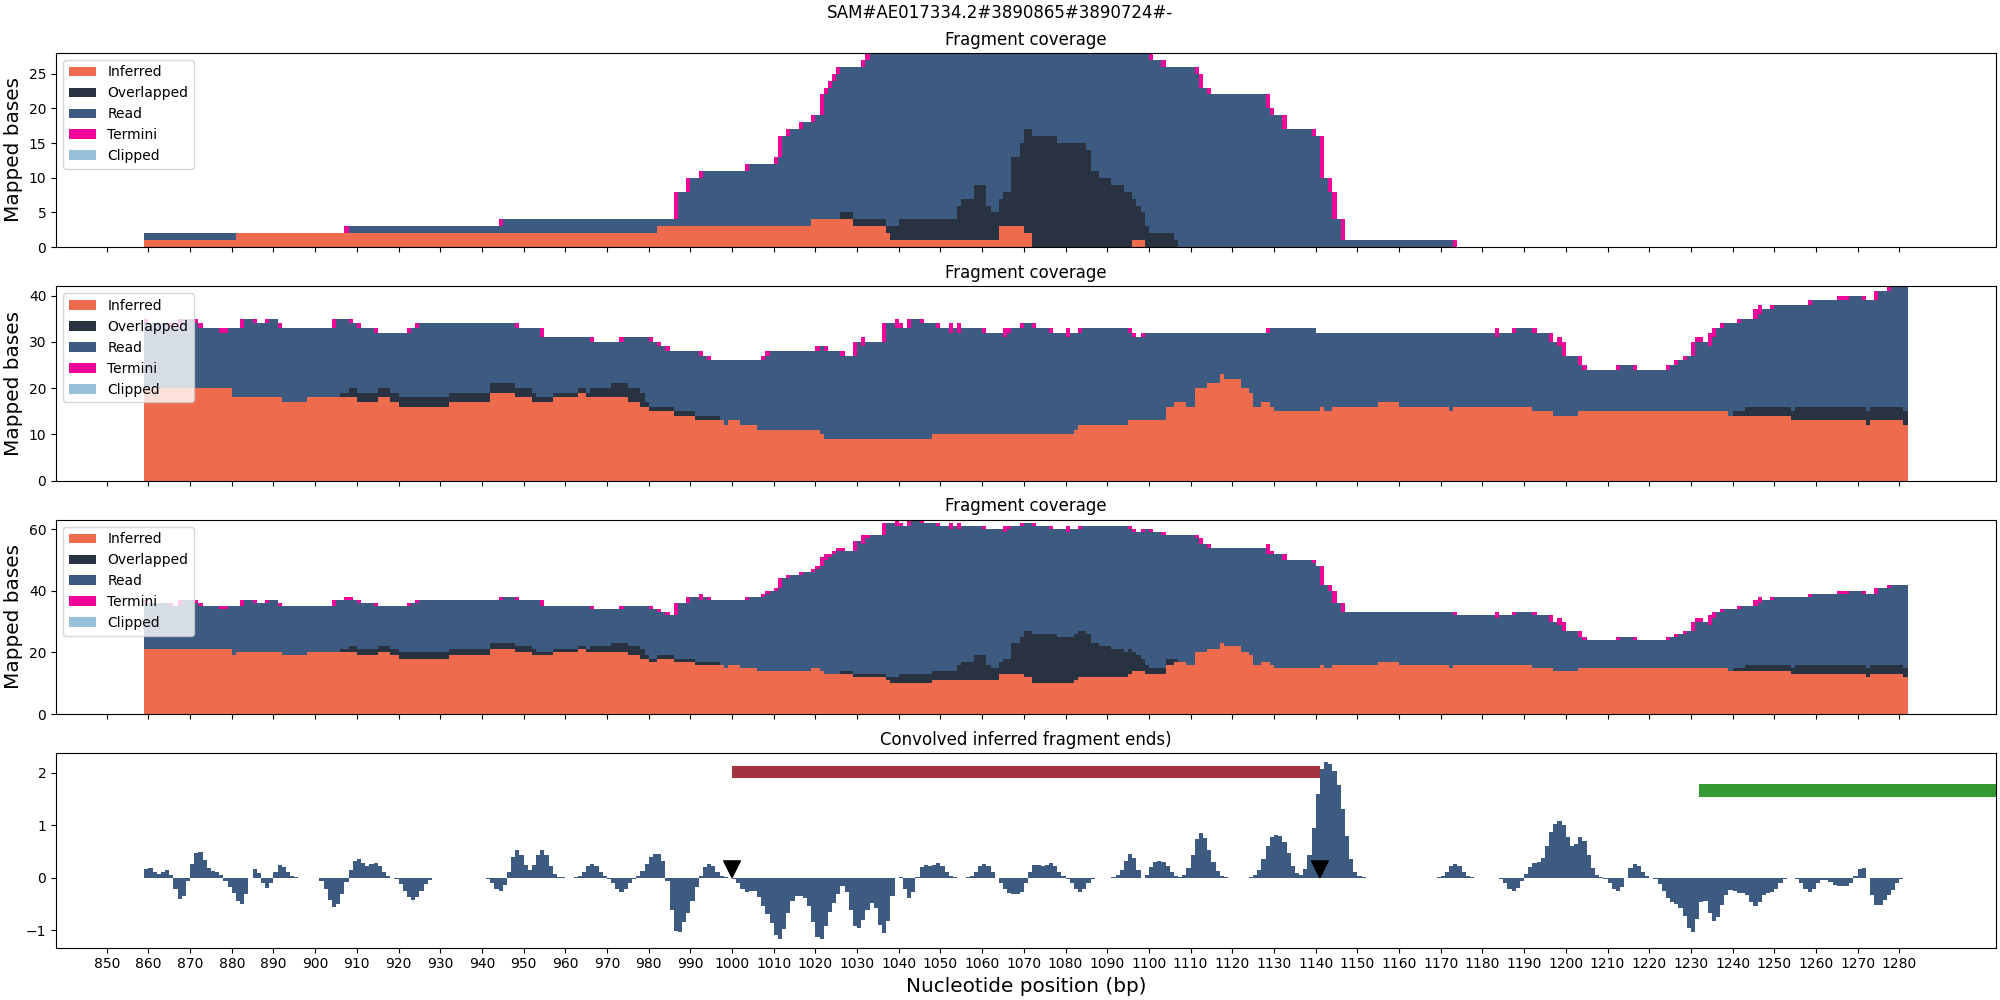 SAM#AE017334.2#3890865#3890724#-
Fragment coverage
Mapped bases
25
20
15
10
5
0
Inferred
Overlapped
Read
Termini
Clipped
Fragment coverage
Mapped bases
40
30
20
10
0
Inferred
Overlapped
Read
Termini
Clipped
Fragment coverage
Mapped bases
60
40
20
0
Inferred
Overlapped
Read
Termini
Clipped
Convolved inferred fragment ends)
2
1
0
−1
850 860 870 880 890 900 910 920 930 940 950 960 970 980 990 1000 1010 1020 1030 1040 1050 1060 1070 1080 1090 1100 1110 1120 1130 1140 1150 1160 1170 1180 1190 1200 1210 1220 1230 1240 1250 1260 1270 1280
Nucleotide position (bp)